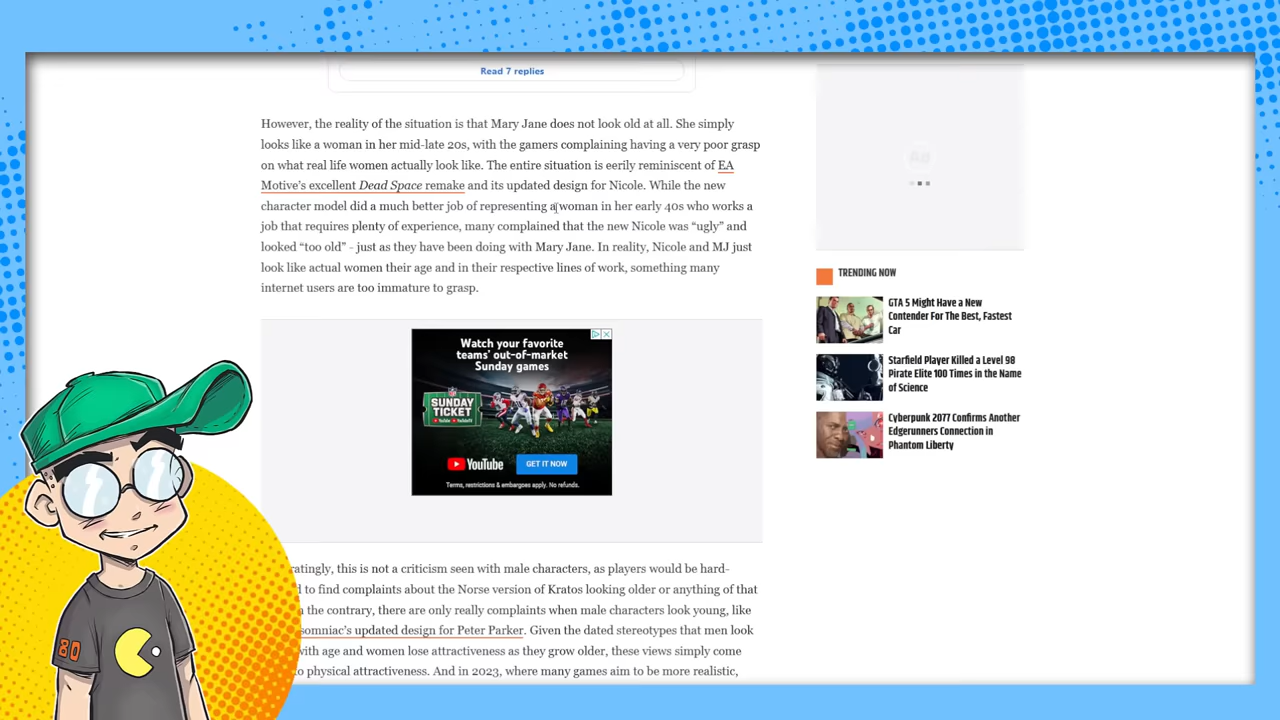 Read 7 replies
However, the reality of the situation is that Mary Jane does not look old at all. She simply
looks like a woman in her mid-late 20s, with the gamers complaining having a very poor grasp
on what real life women actually look like. The entire situation is eerily reminiscent of EA
Motive's excellent Dead Space remake and its updated design for Nicole. While the new
character model did a much better job of representing a woman in her early 40s who works a
job that requires plenty of experience, many complained that the new Nicole was “ugly” and
looked “too old” - just as they have been doing with Mary Jane. In reality, Nicole and MJ just
look like actual women their age and in their respective lines of work, something many
internet users are too immature to grasp.
Watch your favorite
teams' out-of-market
Sunday games
NFL
SUNDAY
TICKET
YouTube YouTubeTV
YouTube
GET IT NOW
Terms, restrictions & embargoes apply. No refunds.
this is not a criticism seen with male characters, as players would be hard-
to find complaints about the Norse version of Kratos looking older or anything of that
the contrary, there are only really complaints when male characters look young, like
updated design for Peter Parker. Given the dated stereotypes that men look
with age and women lose attractiveness as they grow older, these views simply come
to physical attractiveness. And in 2023, where many games aim to be more realistic,
TRENDING NOW
GTA 5 Might Have a New
Contender For The Best, Fastest
Car
Starfield Player Killed a Level 98
Pirate Elite 100 Times in the Name
of Science
Cyberpunk 2077 Confirms Another
Edgerunners Connection in
Phantom Liberty
80